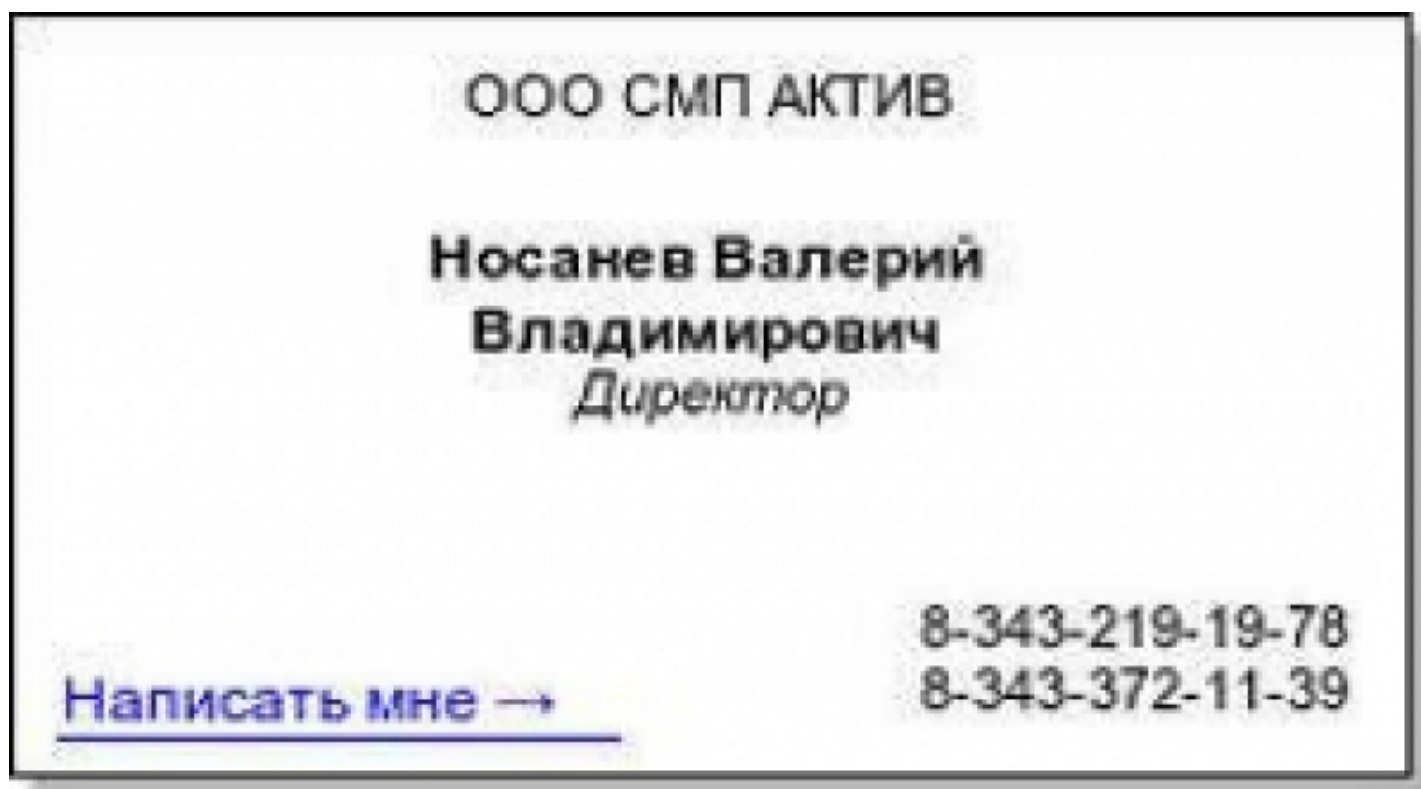 ООО СМП АКТИВ
Носанев Валерий
Владимирович
Директор
8-343-219-19-78
8-343-372-11-39
Написать мне →